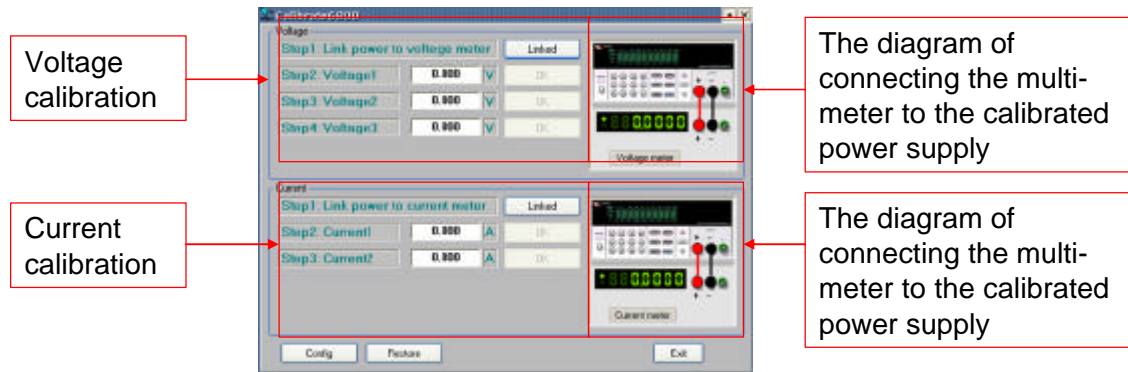 Calibrate6000
Voltage
Step1. Link power to voltege meter
Linked
Step2. Voltage1
0.000
V
OK
Step3. Voltage2
0.000
V
OK
Step4. Voltage3
0.000
V
OK
Voltage meter
Current
Step1. Link power to current meter
Linked
Step2. Current1
0.000
A
OK
Step3. Current2
0.000
A
OK
Current meter
Config
Restore
Exit
Voltage
calibration
Current
calibration
The diagram of
connecting the multi-
meter to the calibrated
power supply
The diagram of
connecting the multi-
meter to the calibrated
power supply